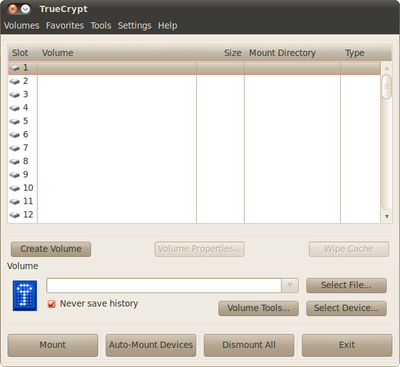 TrueCrypt
Volumes Favorites Tools Settings Help
Slot Volume Size Mount Directory Type
1
2
3
4
5
6
7
8
9
10
11
12
Create Volume Volume Properties... Wipe Cache
Volume
Select File...
Never save history
Volume Tools... Select Device...
Mount Auto-Mount Devices Dismount All Exit